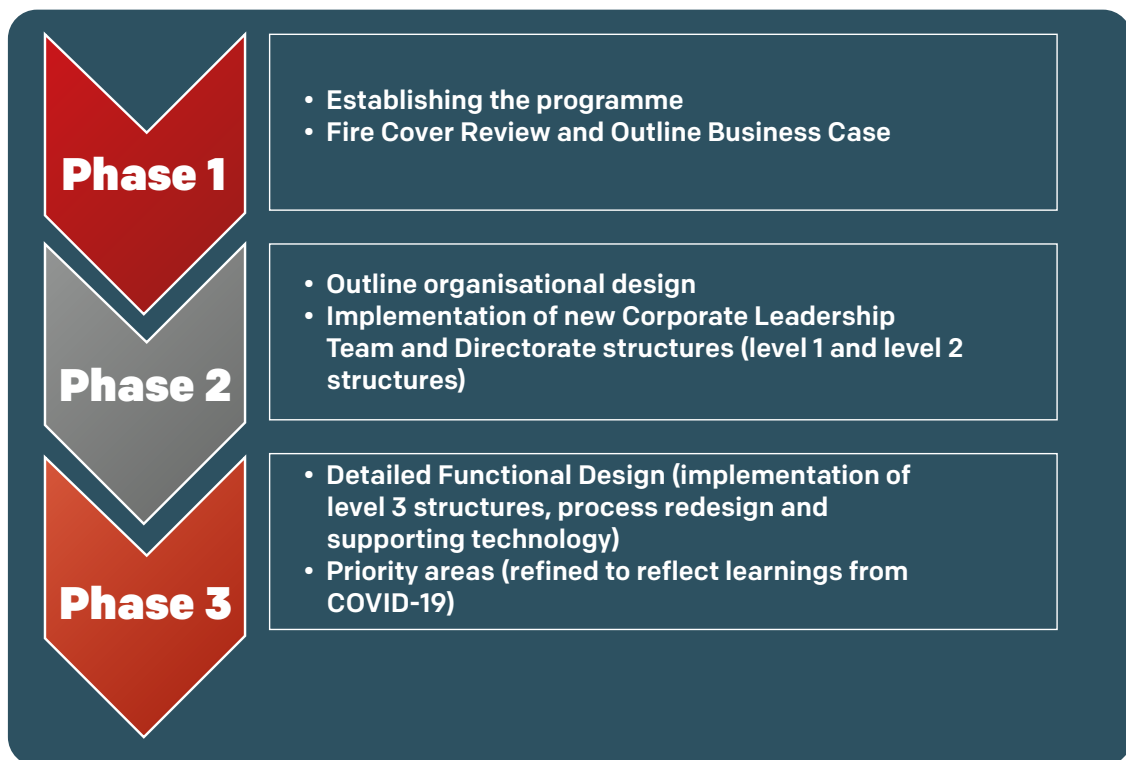 Phase 1
• Establishing the programme
• Fire Cover Review and Outline Business Case
Phase 2
• Outline organisational design
• Implementation of new Corporate Leadership
Team and Directorate structures (level 1 and level 2
structures)
Phase 3
• Detailed Functional Design (implementation of
level 3 structures, process redesign and
supporting technology)
• Priority areas (refined to reflect learnings from
COVID-19)